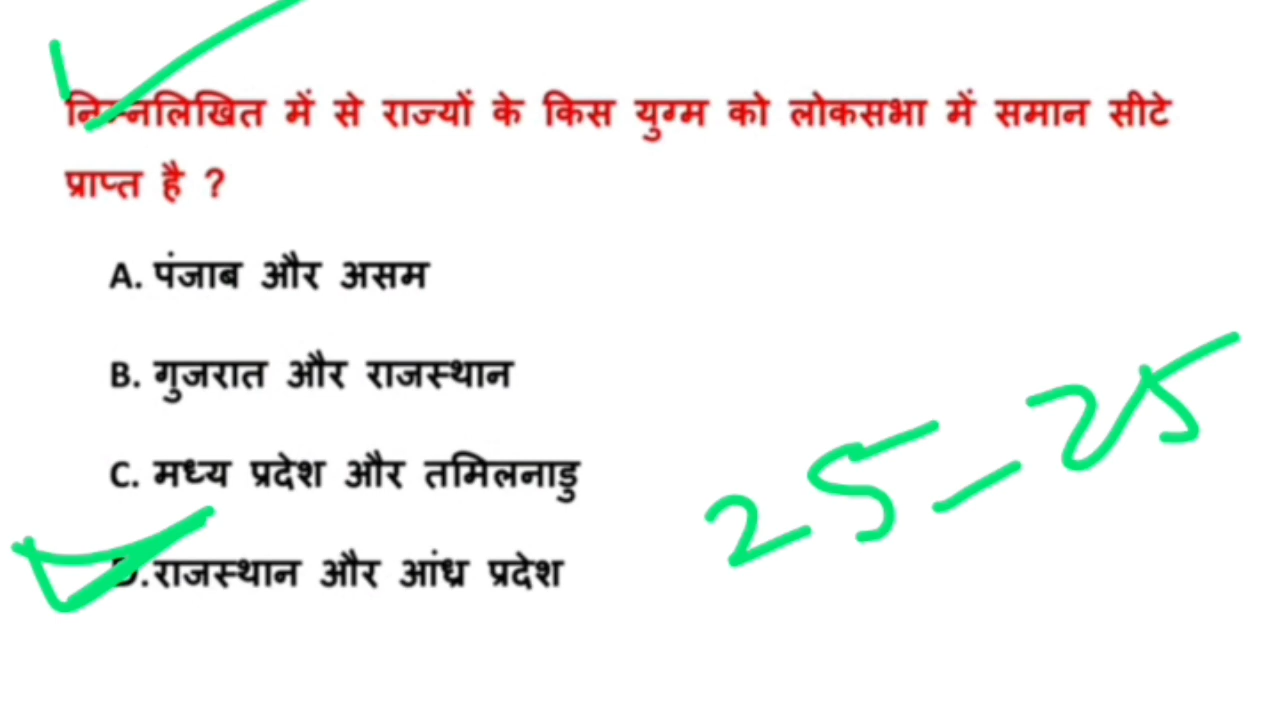 निम्नलिखित में से राज्यों के किस युग्म को लोकसभा में समान सीटे
प्राप्त है ?
A. पंजाब और असम
B. गुजरात और राजस्थान
C. मध्य प्रदेश और तमिलनाडु
25-25
D.राजस्थान और आंध्र प्रदेश